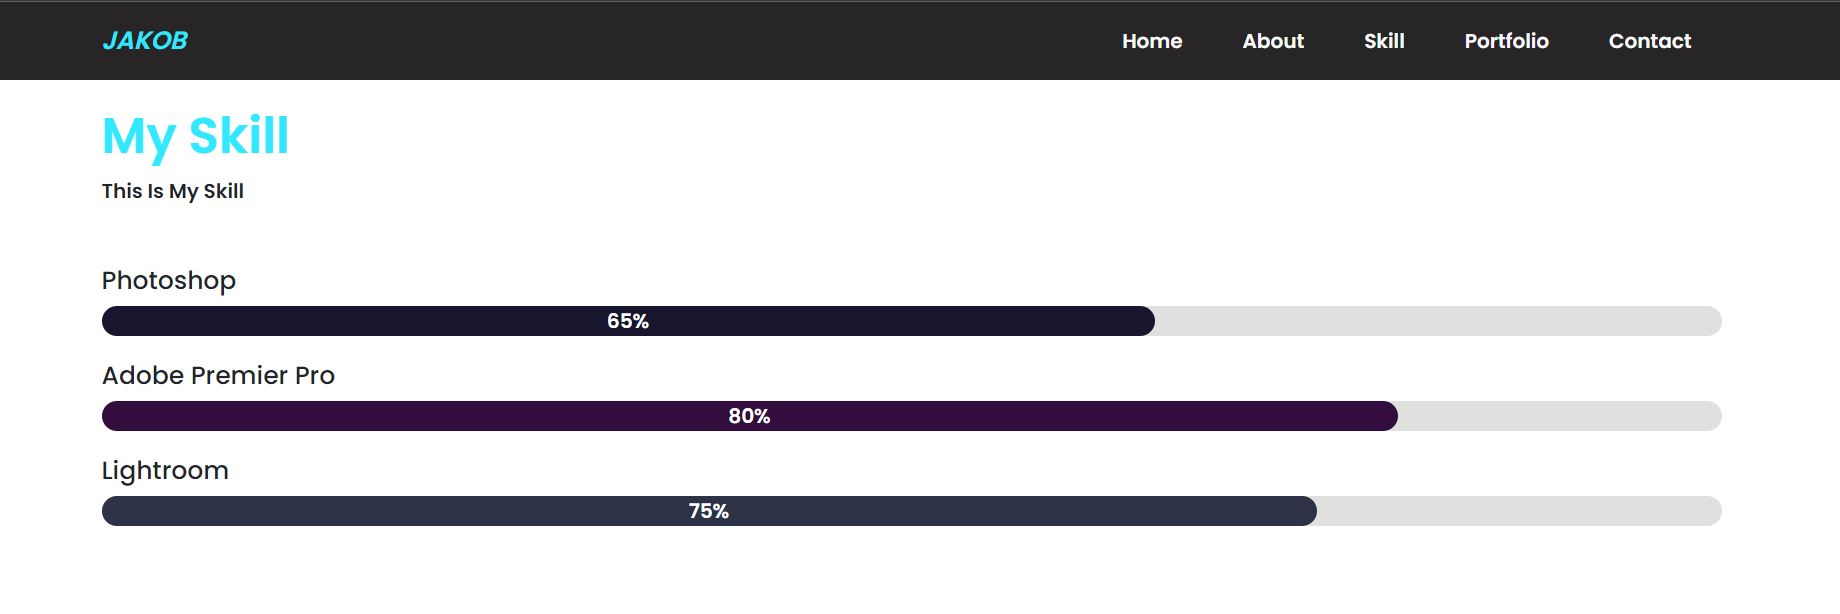 JAKOB Home About Skill Portfolio Contact
My Skill
This Is My Skill
Photoshop
65%
Adobe Premier Pro
80%
Lightroom
75%